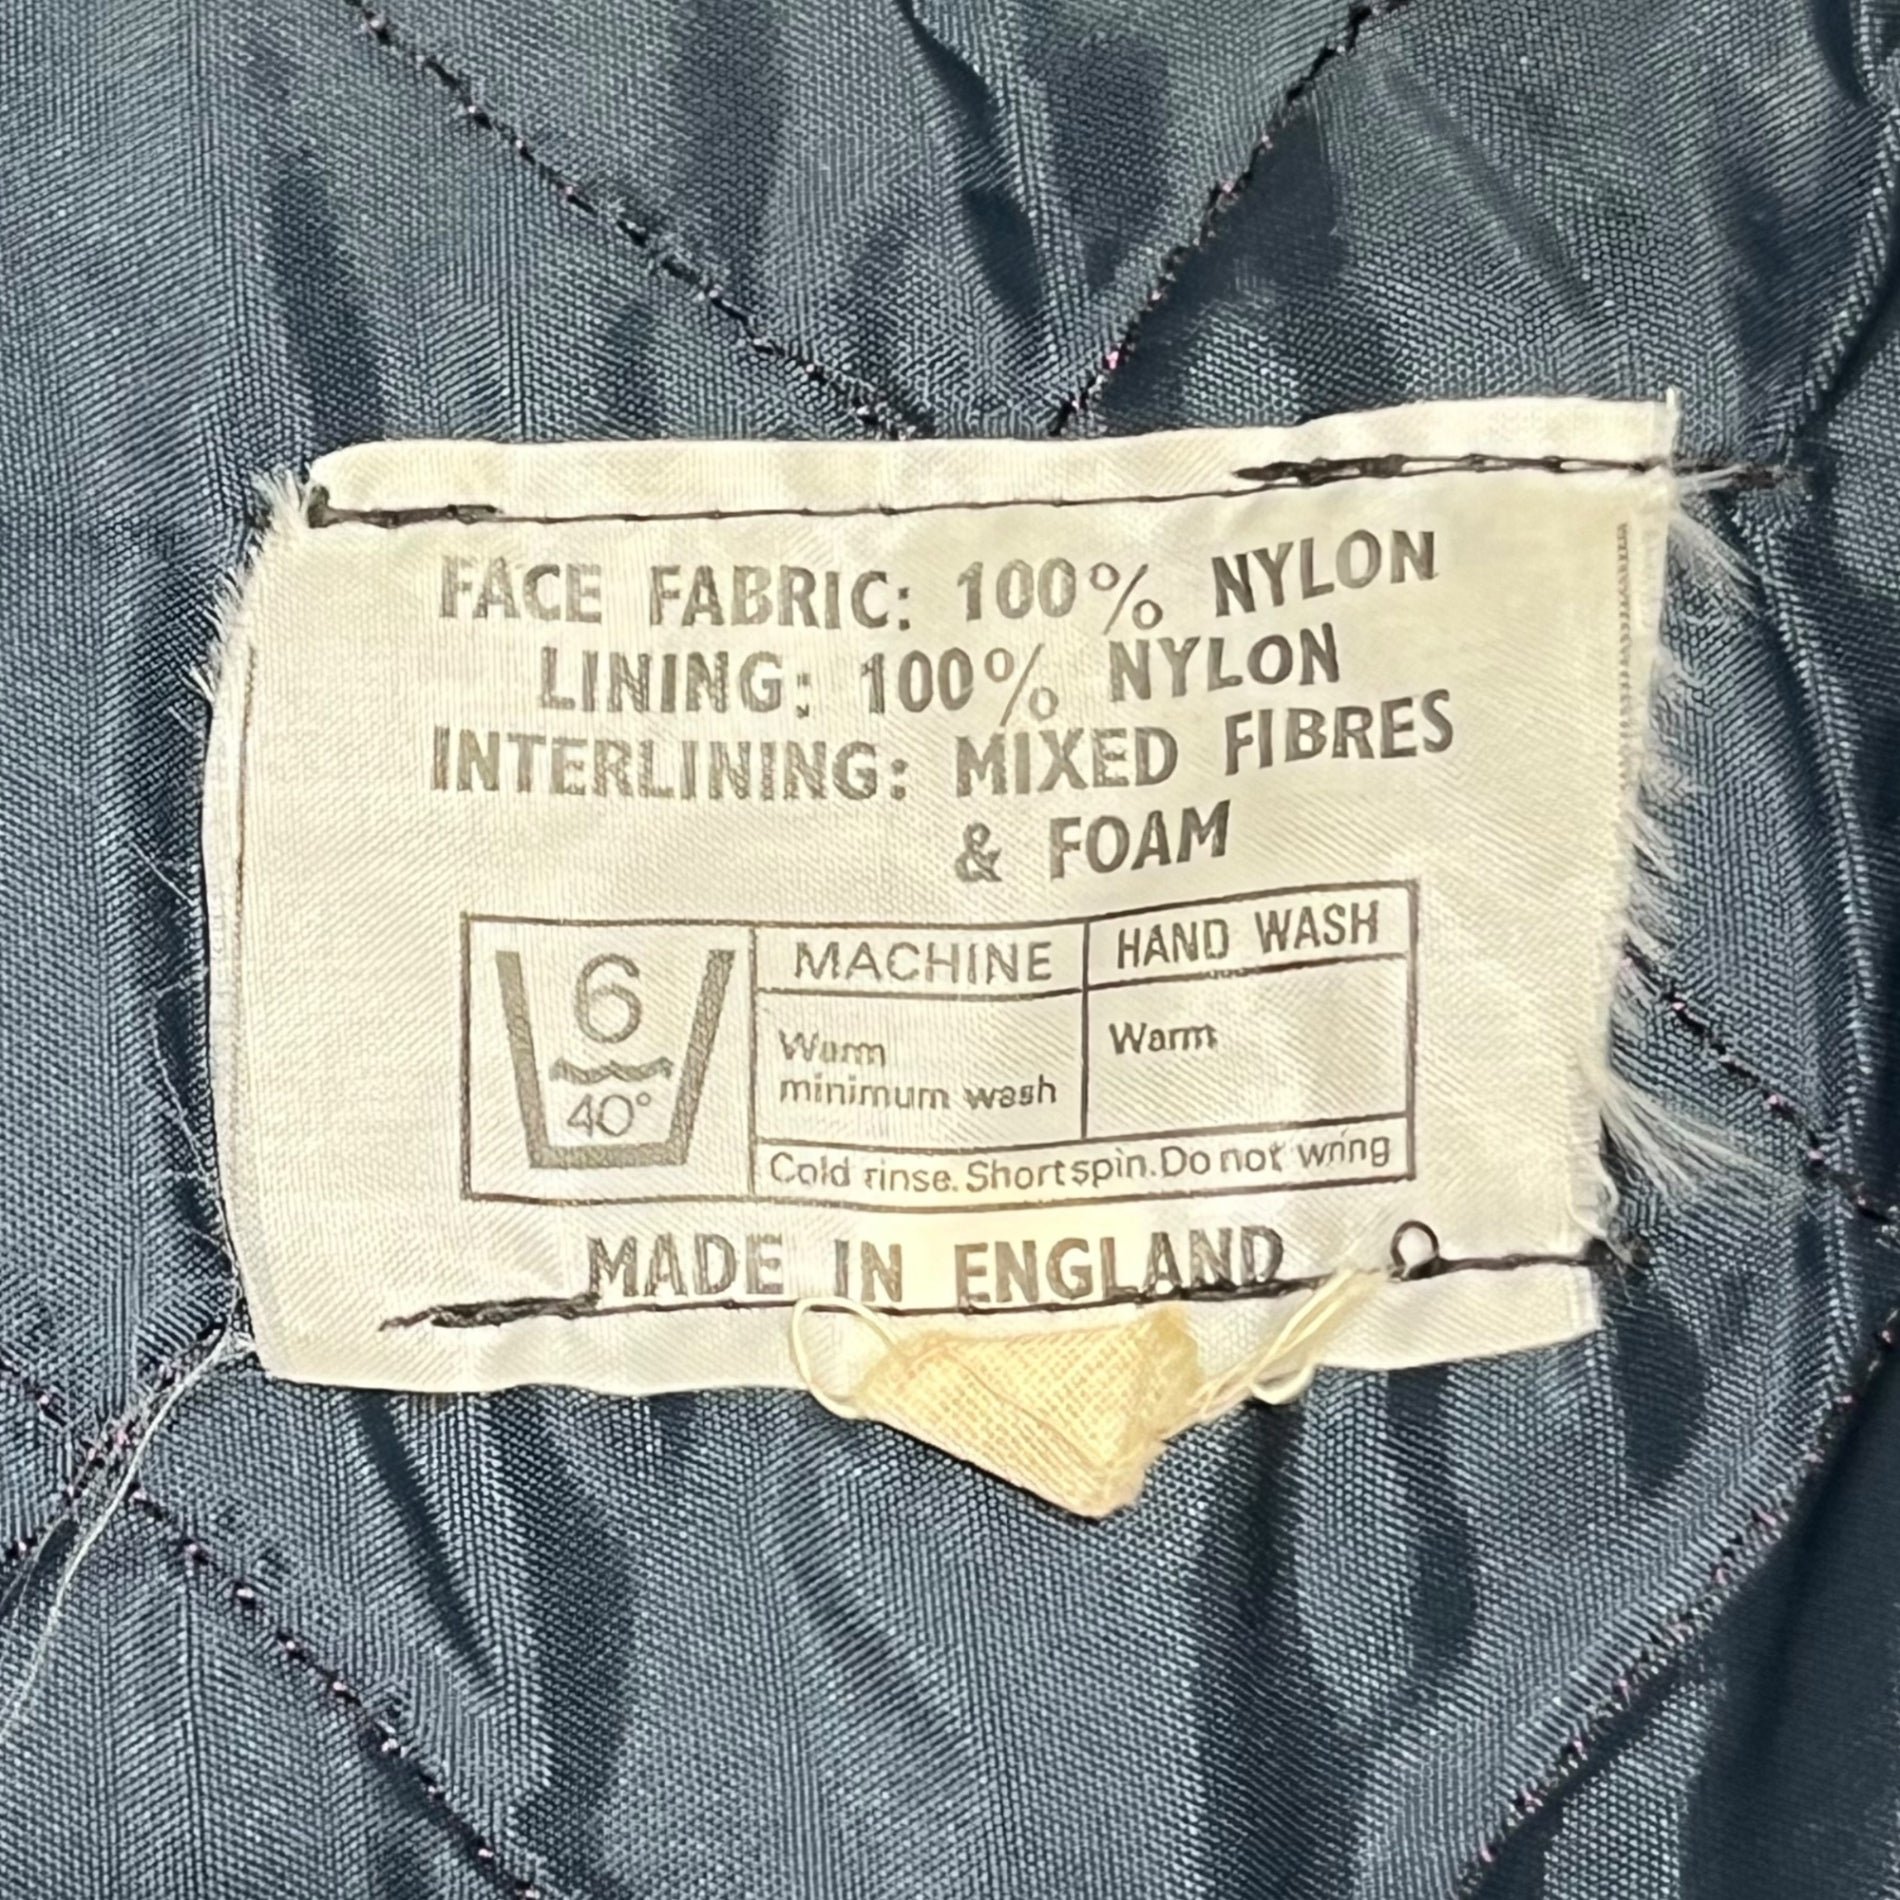 FACE FABRIC: 100% NYLON
LINING: 100% NYLON
INTERLINING: MIXED FIBRES
& FOAM
6
40°
MACHINE
Warm
minimum wash
HAND WASH
Warm
Cold rinse. Short spin. Do not wring
MADE IN ENGLAND